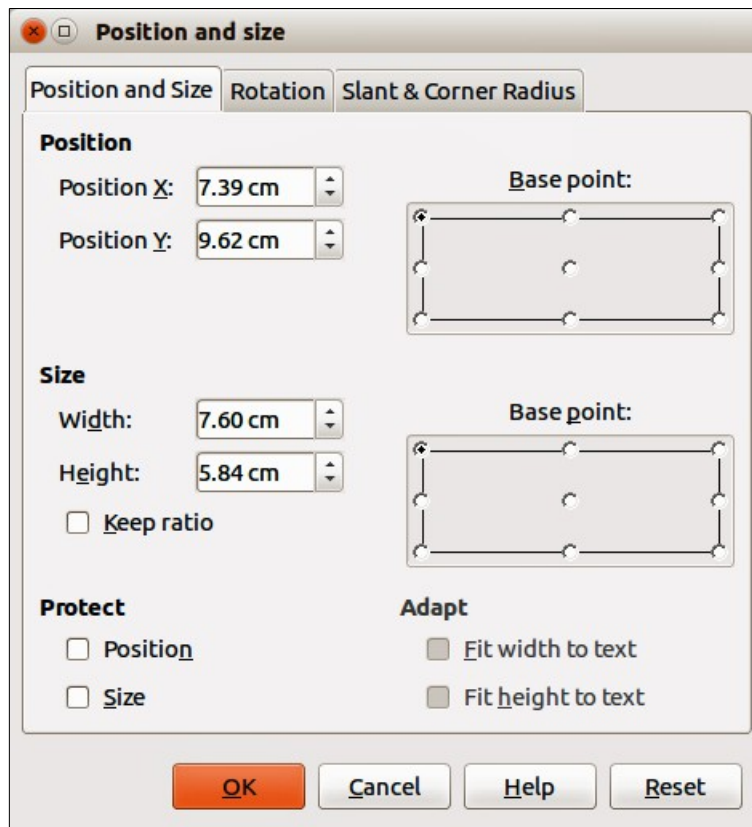 Position and size
Position and Size Rotation Slant & Corner Radius
Position
Position X: 7.39 cm
Base point:
Position Y: 9.62 cm
Size
Width: 7.60 cm
Base point:
Height: 5.84 cm
Keep ratio
Protect
Adapt
Position
Fit width to text
Size
Fit height to text
OK Cancel Help Reset